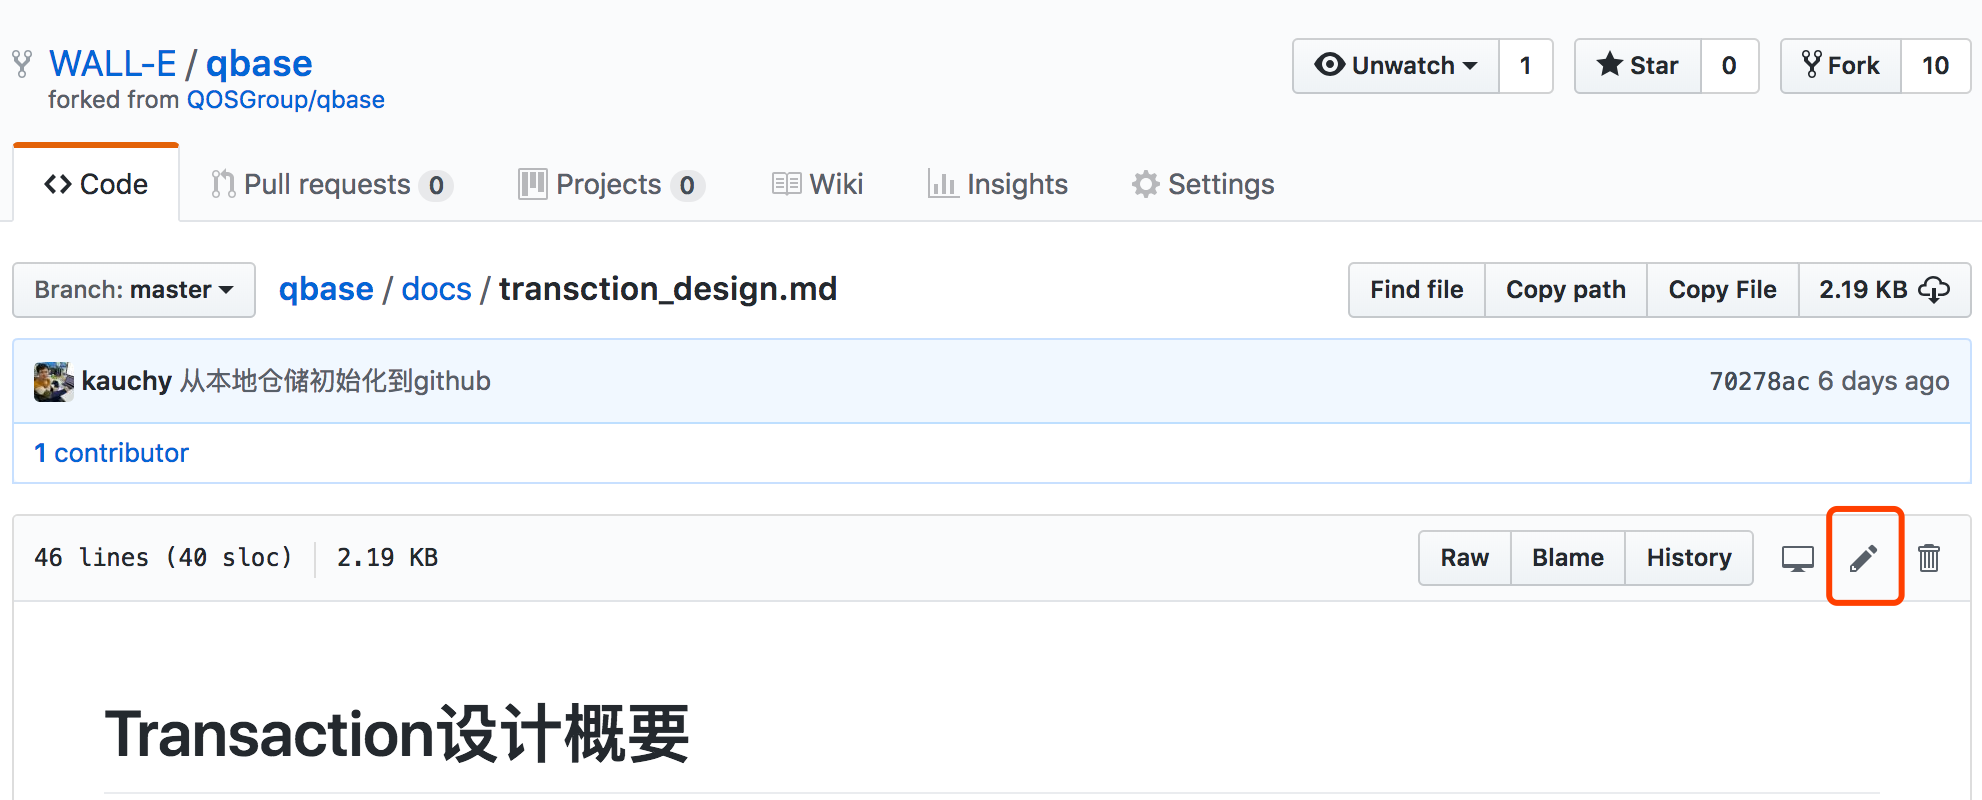 WALL-E / qbase
forked from QOSGroup/qbase
Unwatch 1 Star 0 Fork 10
Code Pull requests 0 Projects 0 Wiki Insights Settings
Branch: master qbase / docs / transction_design.md Find file Copy path Copy File 2.19 KB
kauchy 从本地仓储初始化到github 70278ac 6 days ago
1 contributor
46 lines (40 sloc) 2.19 KB Raw Blame History
Transaction设计概要